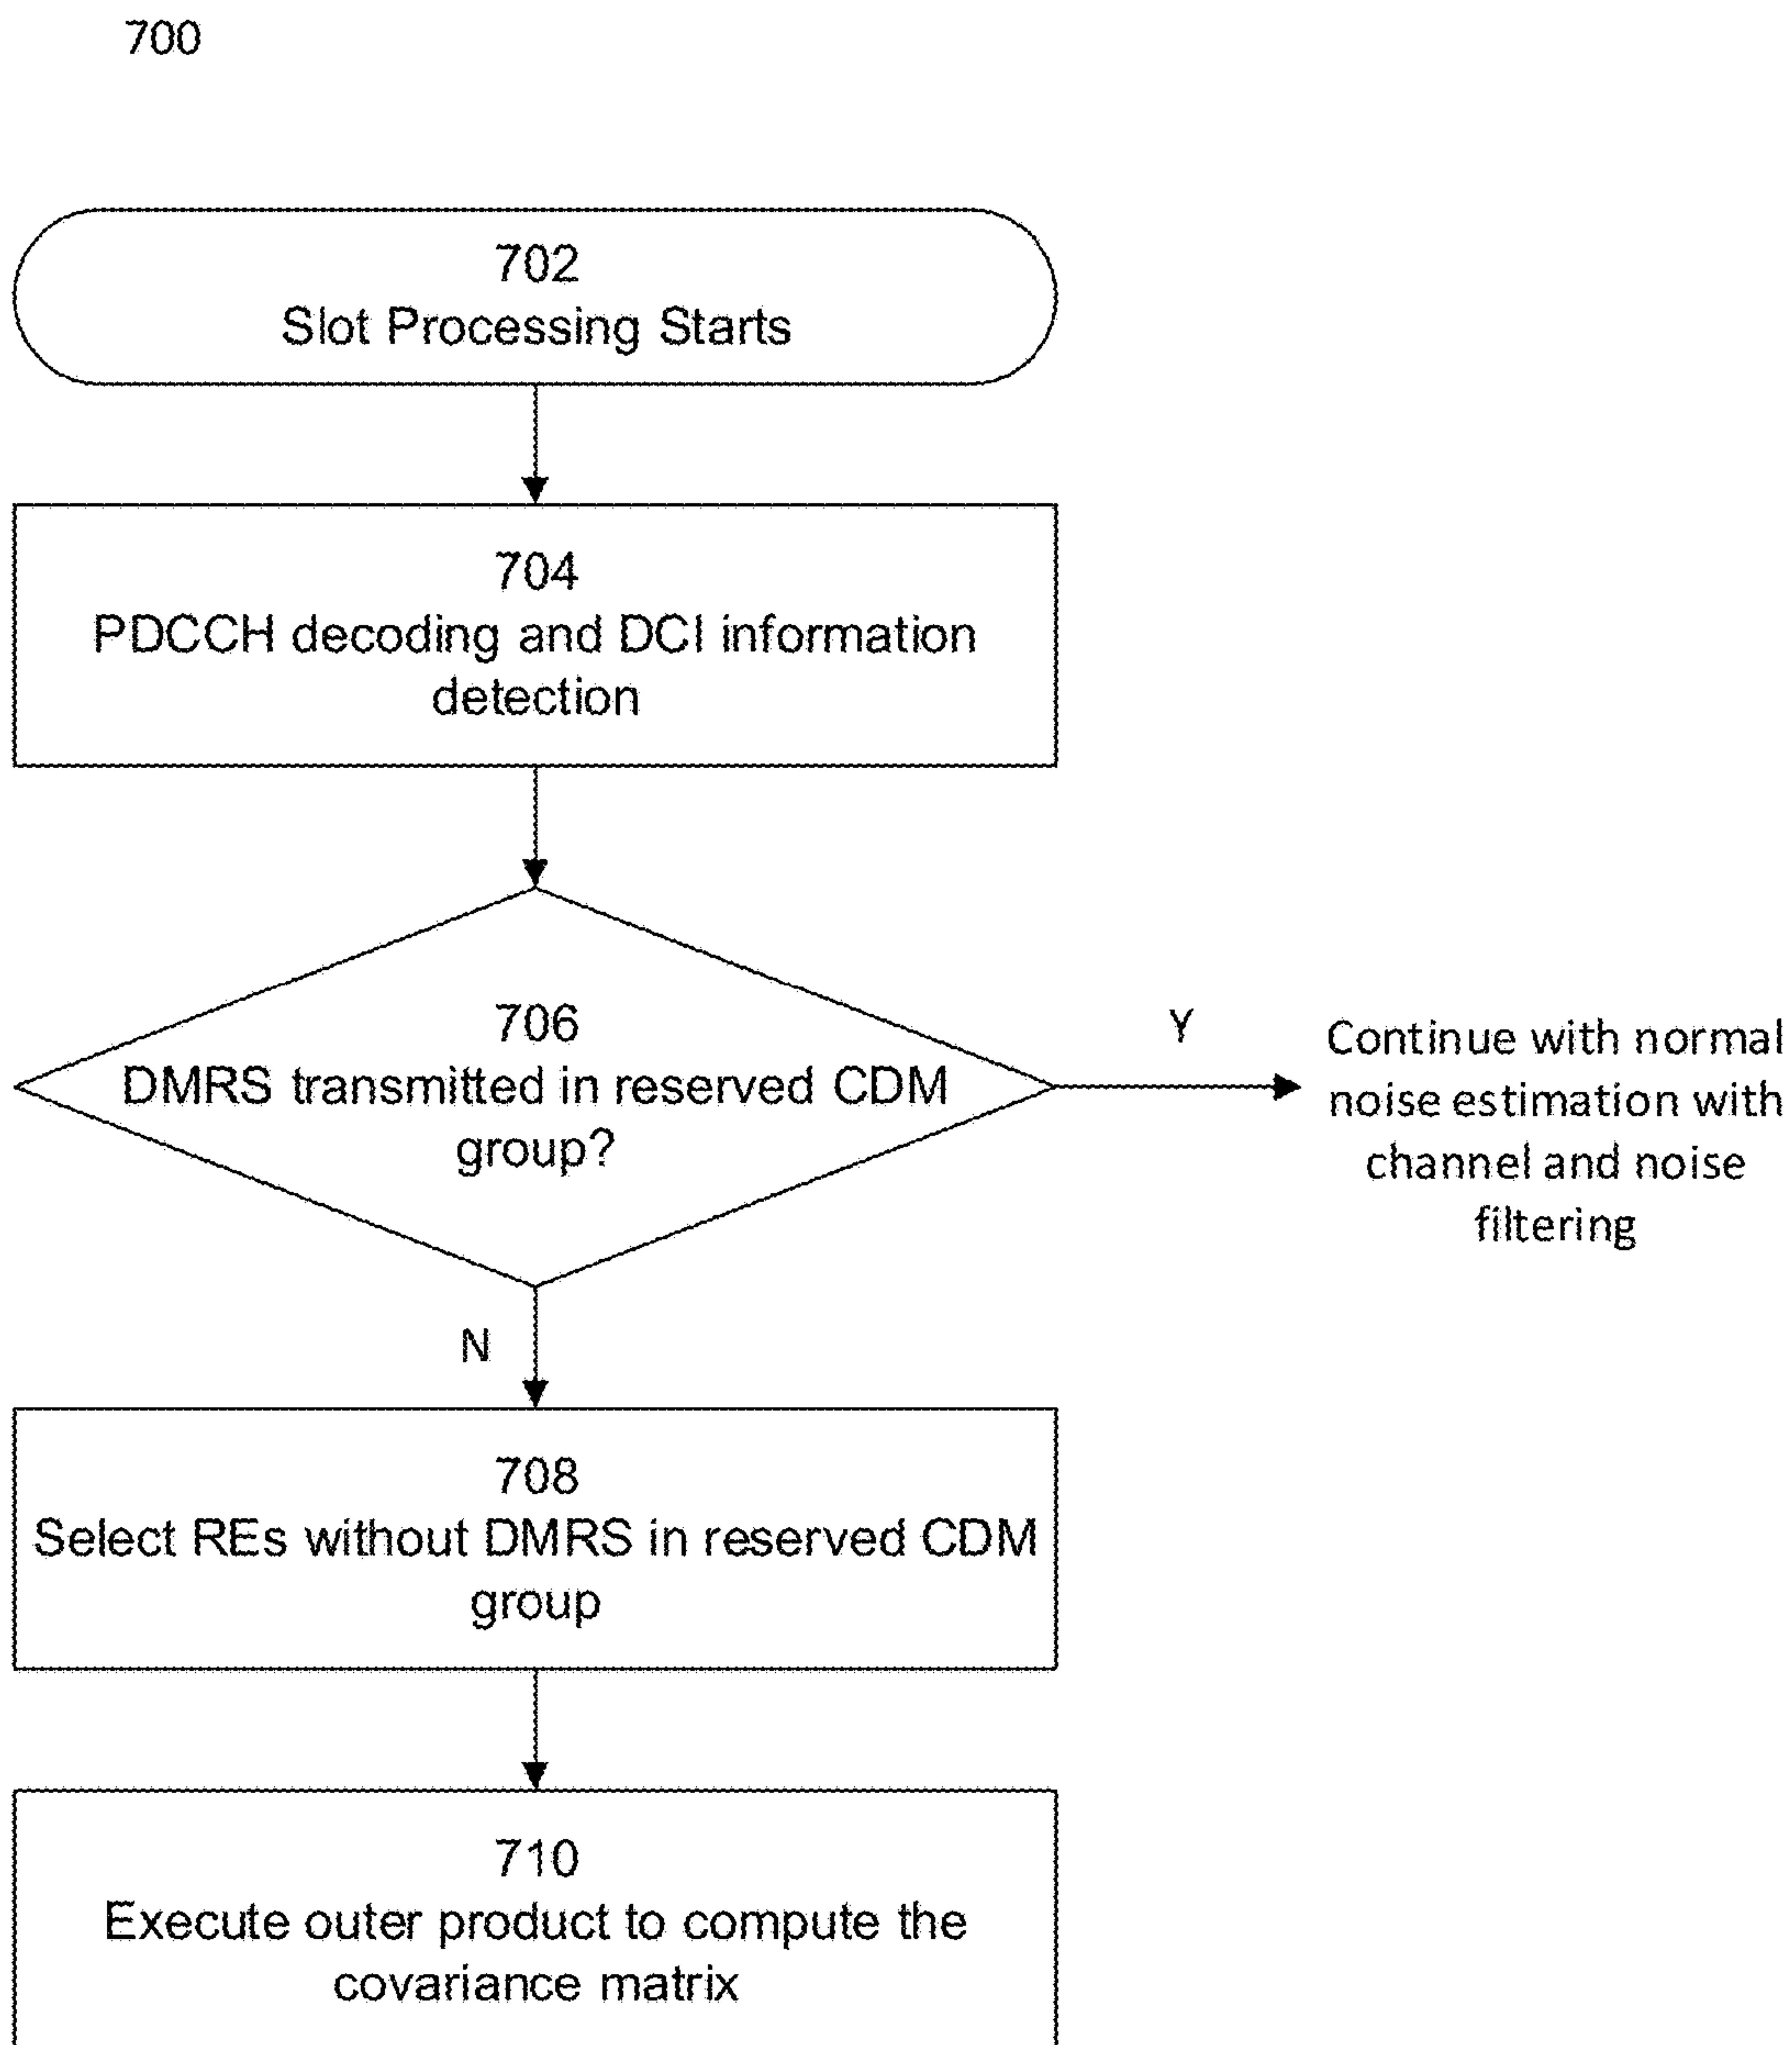 700
702
Slot Processing Starts
704
PDCCH decoding and DCI information
detection
706
DMRS transmitted in reserved CDM
group?
Y
Continue with normal
noise estimation with
channel and noise
filtering
N
708
Select REs without DMRS in reserved CDM
group
710
Execute outer product to compute the
covariance matrix